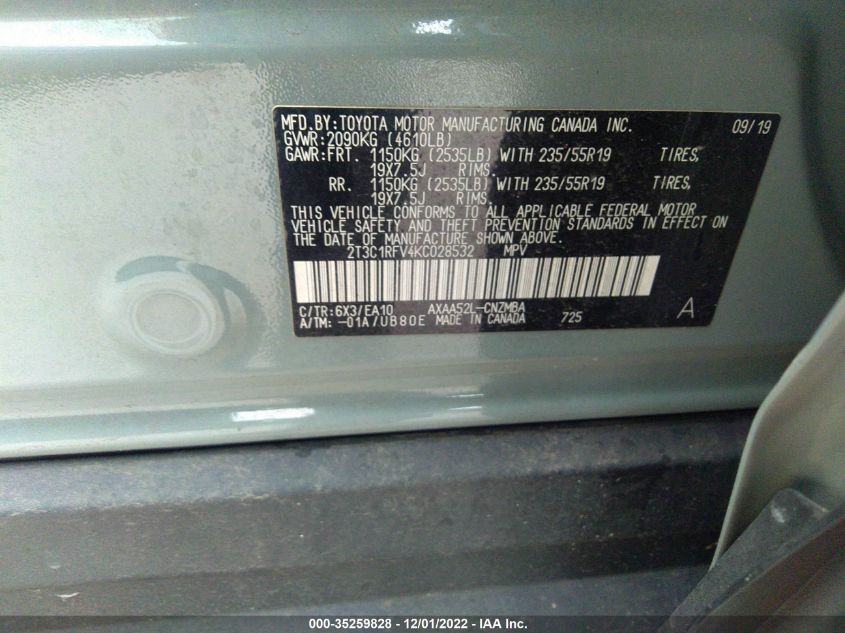 MFD.BY:TOYOTA MOTOR MANUFACTURING CANADA INC. 09/19
GVWR:2090KG (4610LB)
GAWR:FRT. 1150KG (2535LB) WITH 235/55R19 TIRES,
19X7.5J RIMS.
RR. 1150KG (2535LB) WITH 235/55R19 TIRES,
19X7.5J RIMS.
THIS VEHICLE CONFORMS TO ALL APPLICABLE FEDERAL MOTOR
VEHICLE SAFETY AND THEFT PREVENTION STANDARDS IN EFFECT ON
THE DATE OF MANUFACTURE SHOWN ABOVE.
2T3C1RFV4KC028532 MPV
C/TR:6X3/EA10 AXAA52L-CNZMBA
A/TM: -01A/UB80E MADE IN CANADA 725 A
000-35259828 - 12/01/2022 - IAA Inc.